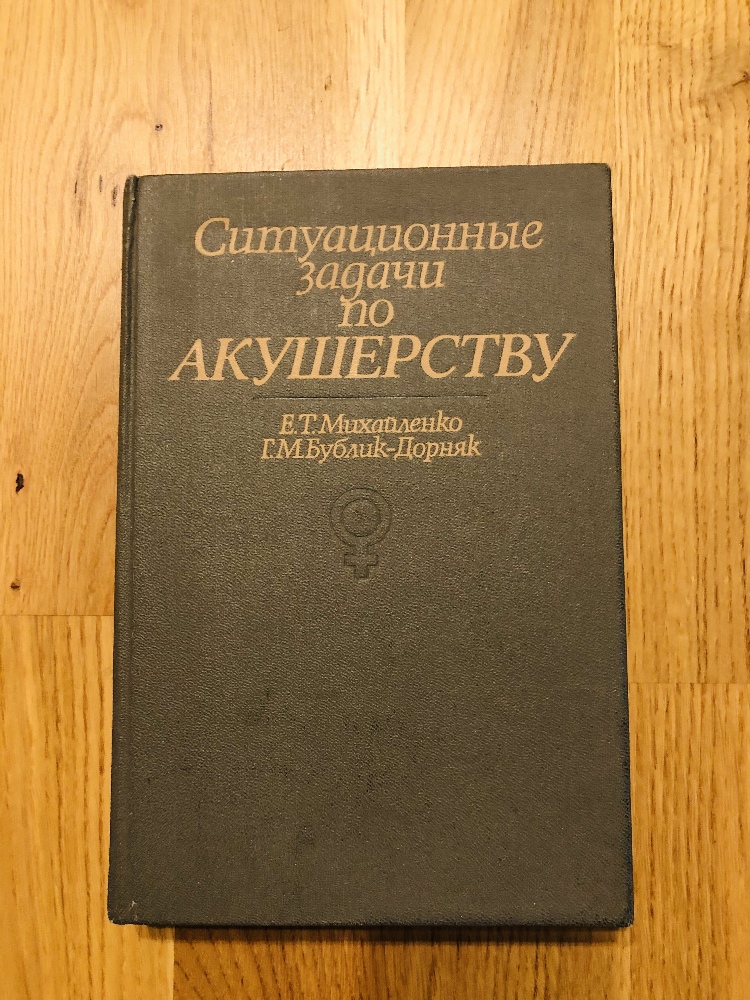 Ситуационные
задачи
по
АКУШЕРСТВУ
Е.Т.Михайленко
Г.М.Бублик-Дорняк